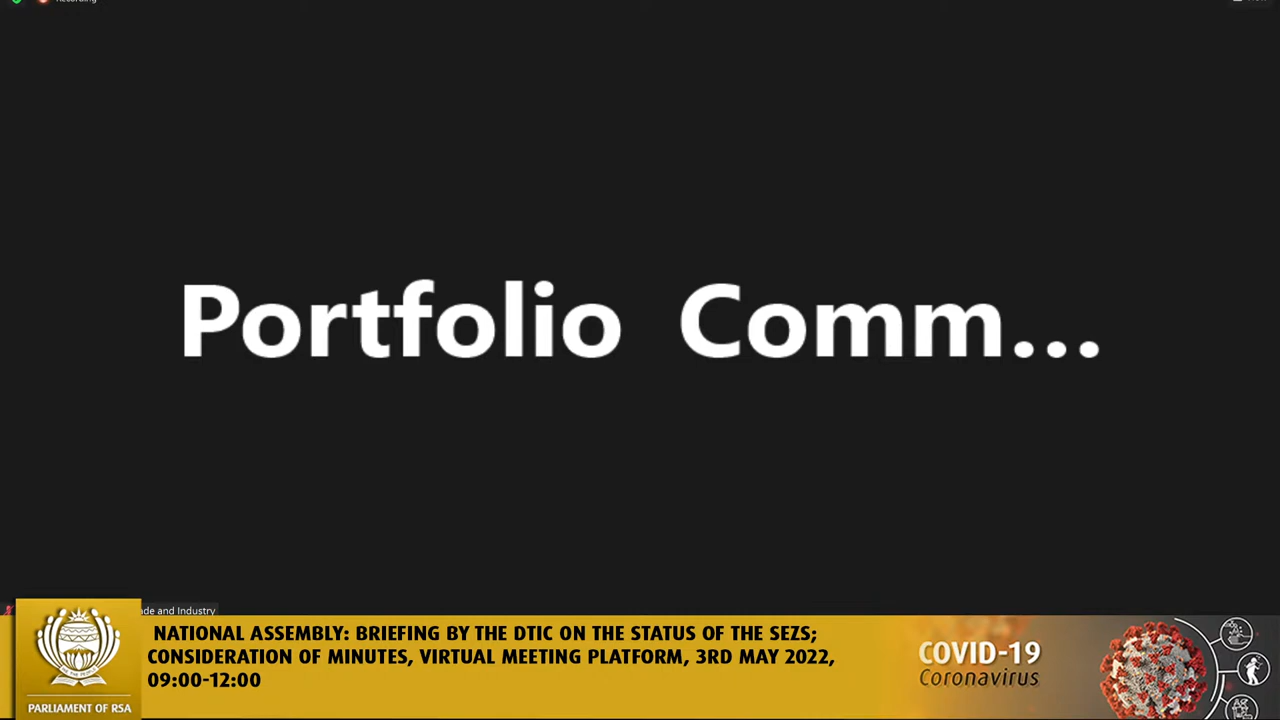 Recording
Portfolio Comm...
ade and Industry
NATIONAL ASSEMBLY: BRIEFING BY THE DTIC ON THE STATUS OF THE SEZS;
CONSIDERATION OF MINUTES, VIRTUAL MEETING PLATFORM, 3RD MAY 2022,
09:00-12:00
COVID-19
Coronavirus
PARLIAMENT OF RSA